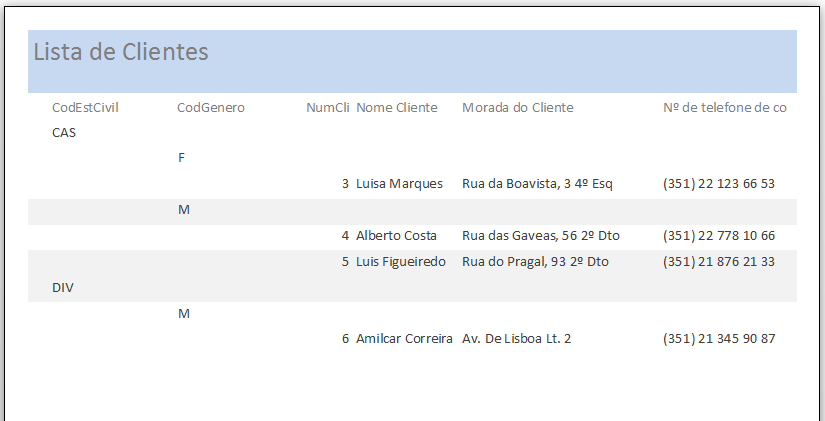 Lista de Clientes
CodEstCivil CodGenero NumCli Nome Cliente Morada do Cliente Nº de telefone de co
CAS
F
3 Luisa Marques Rua da Boavista, 3 4º Esq (351) 22 123 66 53
M
4 Alberto Costa Rua das Gaveas, 56 2º Dto (351) 22 778 10 66
5 Luis Figueiredo Rua do Pragal, 93 2º Dto (351) 21 876 21 33
DIV
M
6 Amilcar Correira Av. De Lisboa Lt. 2 (351) 21 345 90 87